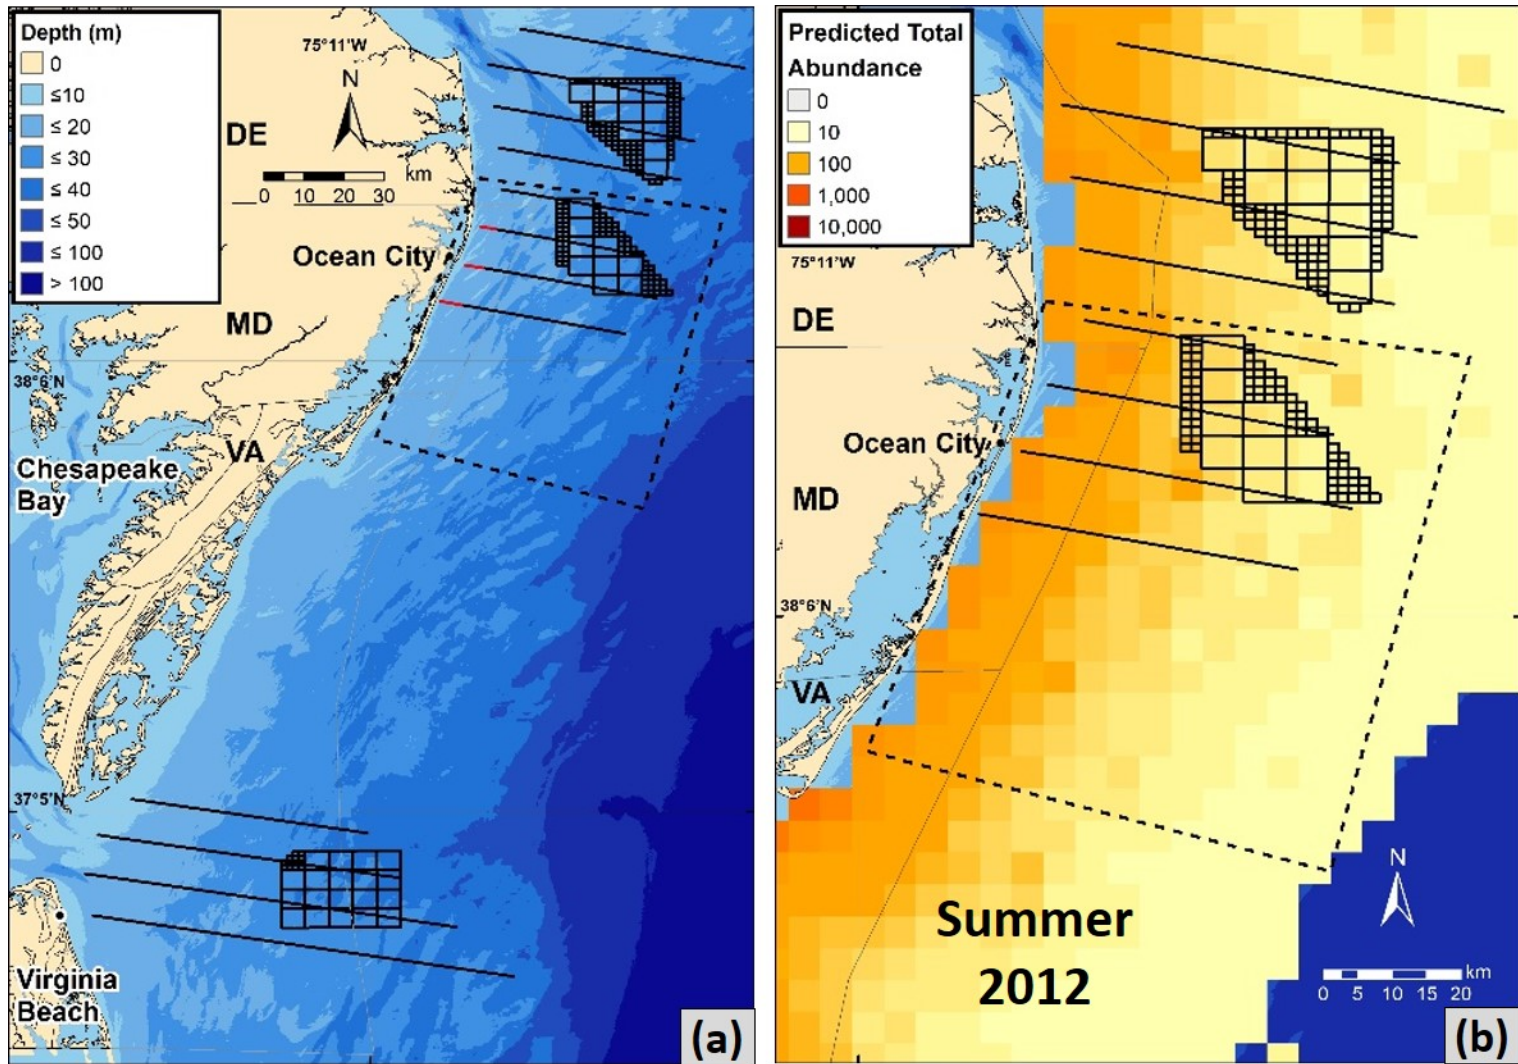 Depth (m)
0
≤10
≤ 20
≤ 30
≤ 40
≤ 50
≤ 100
> 100
75°11'W
N
DE
km
0 10 20 30
Ocean City
MD
38°6'N
VA
Chesapeake
Bay
37°5'N
Virginia
Beach
(a)
Predicted Total
Abundance
0
10
100
1,000
10,000
75°11'W
DE
Ocean City
MD
38°6'N
VA
N
Summer
2012
km
0 5 10 15 20
(b)